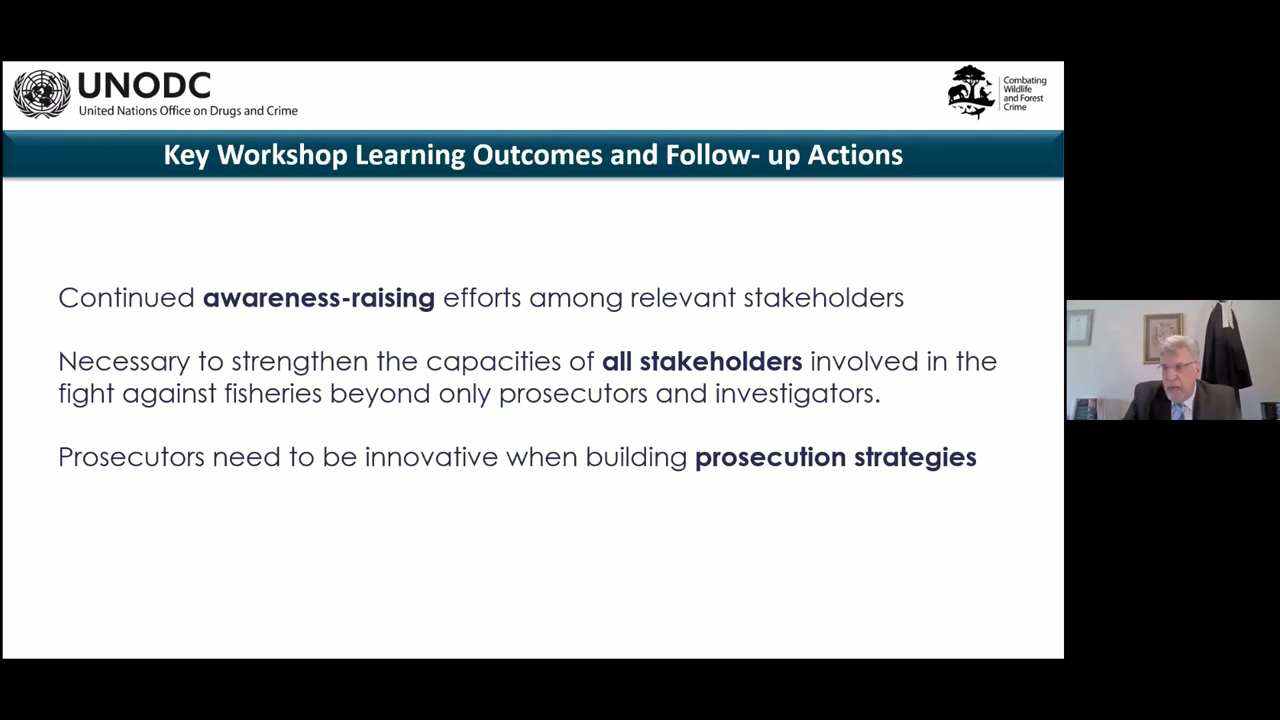 UNODC
United Nations Office on Drugs and Crime
Combating
Wildlife
and Forest
Crime
Key Workshop Learning Outcomes and Follow- up Actions
Continued awareness-raising efforts among relevant stakeholders
Necessary to strengthen the capacities of all stakeholders involved in the
fight against fisheries beyond only prosecutors and investigators.
Prosecutors need to be innovative when building prosecution strategies